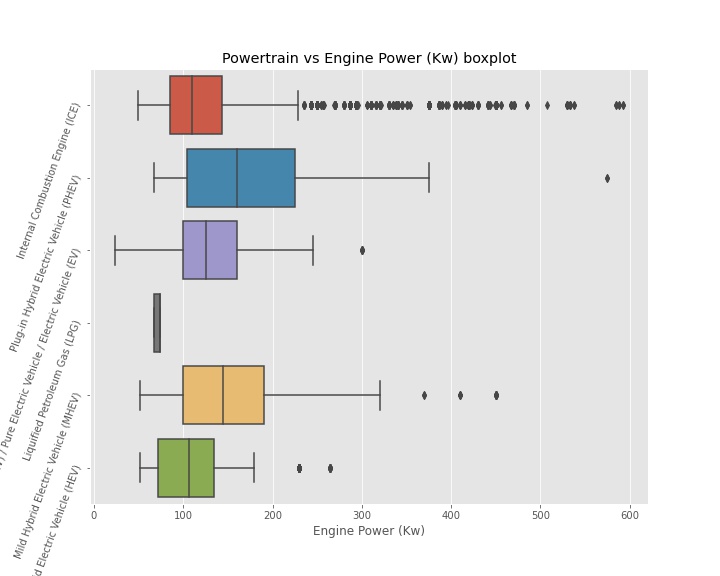 Powertrain vs Engine Power (Kw) boxplot
Internal Combustion Engine (ICE)
Plug-in Hybrid Electric Vehicle (PHEV)
/ Pure Electric Vehicle / Electric Vehicle (EV)
Liquified Petroleum Gas (LPG)
Mild Hybrid Electric Vehicle (MHEV)
Electric Vehicle (HEV)
0 100 200 300 400 500 600
Engine Power (Kw)